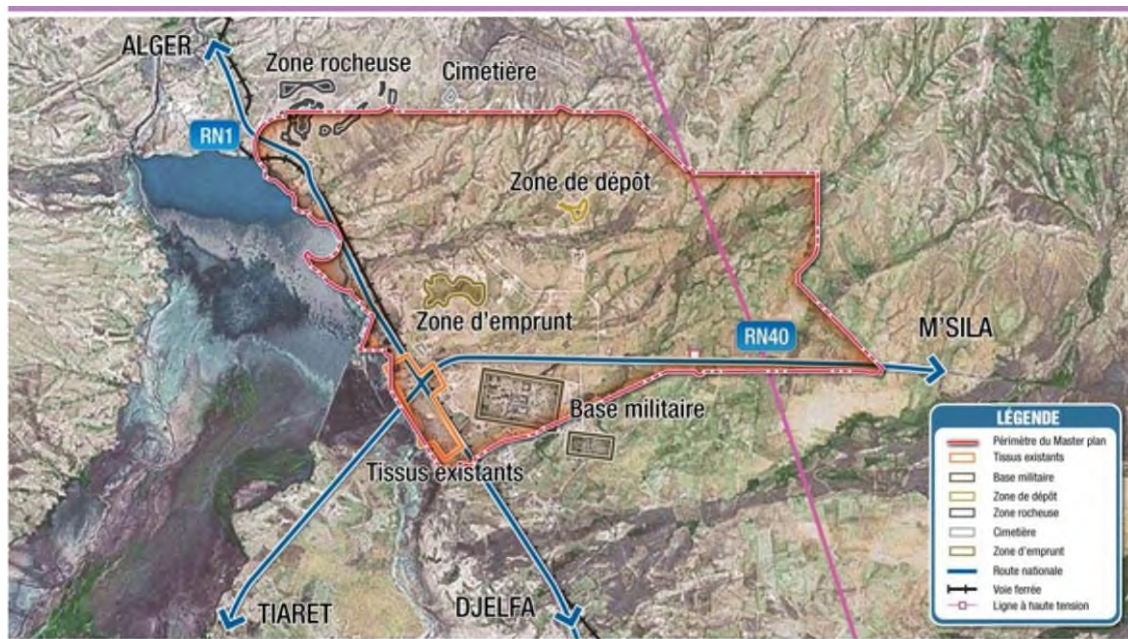 ALGER
Zone rocheuse
Cimetière
RN1
Zone de dépôt
Zone d'emprunt
RN40
M'SILA
Base militaire
Tissus existants
TIARET
DJELFA
LÉGENDE
Périmètre du Master plan
Tissus existants
Base militaire
Zone de dépôt
Zone rocheuse
Cimetière
Zone d'emprunt
Route nationale
Voie ferrée
Ligne à haute tension